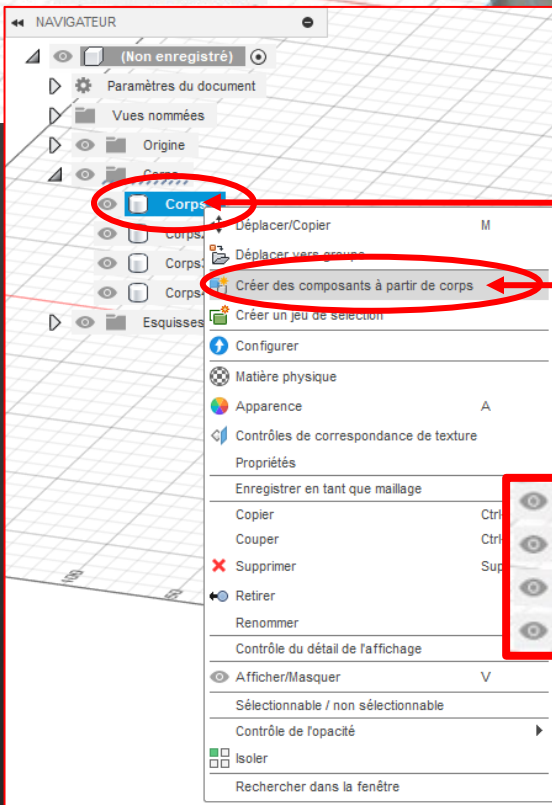 NAVIGATEUR
(Non enregistré)
Paramètres du document
Vues nommées
Origine
Corps
Corps
Corps
Corps
Corps
Esquisses
Déplacer/Copier M
Déplacer vers groupe
Créer des composants à partir de corps
Créer un jeu de sélection
Configurer
Matière physique
Apparence A
Contrôles de correspondance de texture
Propriétés
Enregistrer en tant que maillage
Copier Ctrl
Couper Ctrl
Supprimer Sup
Retirer
Renommer
Contrôle du détail de l'affichage
Afficher/Masquer V
Sélectionnable / non sélectionnable
Contrôle de l'opacité
Isoler
Rechercher dans la fenêtre